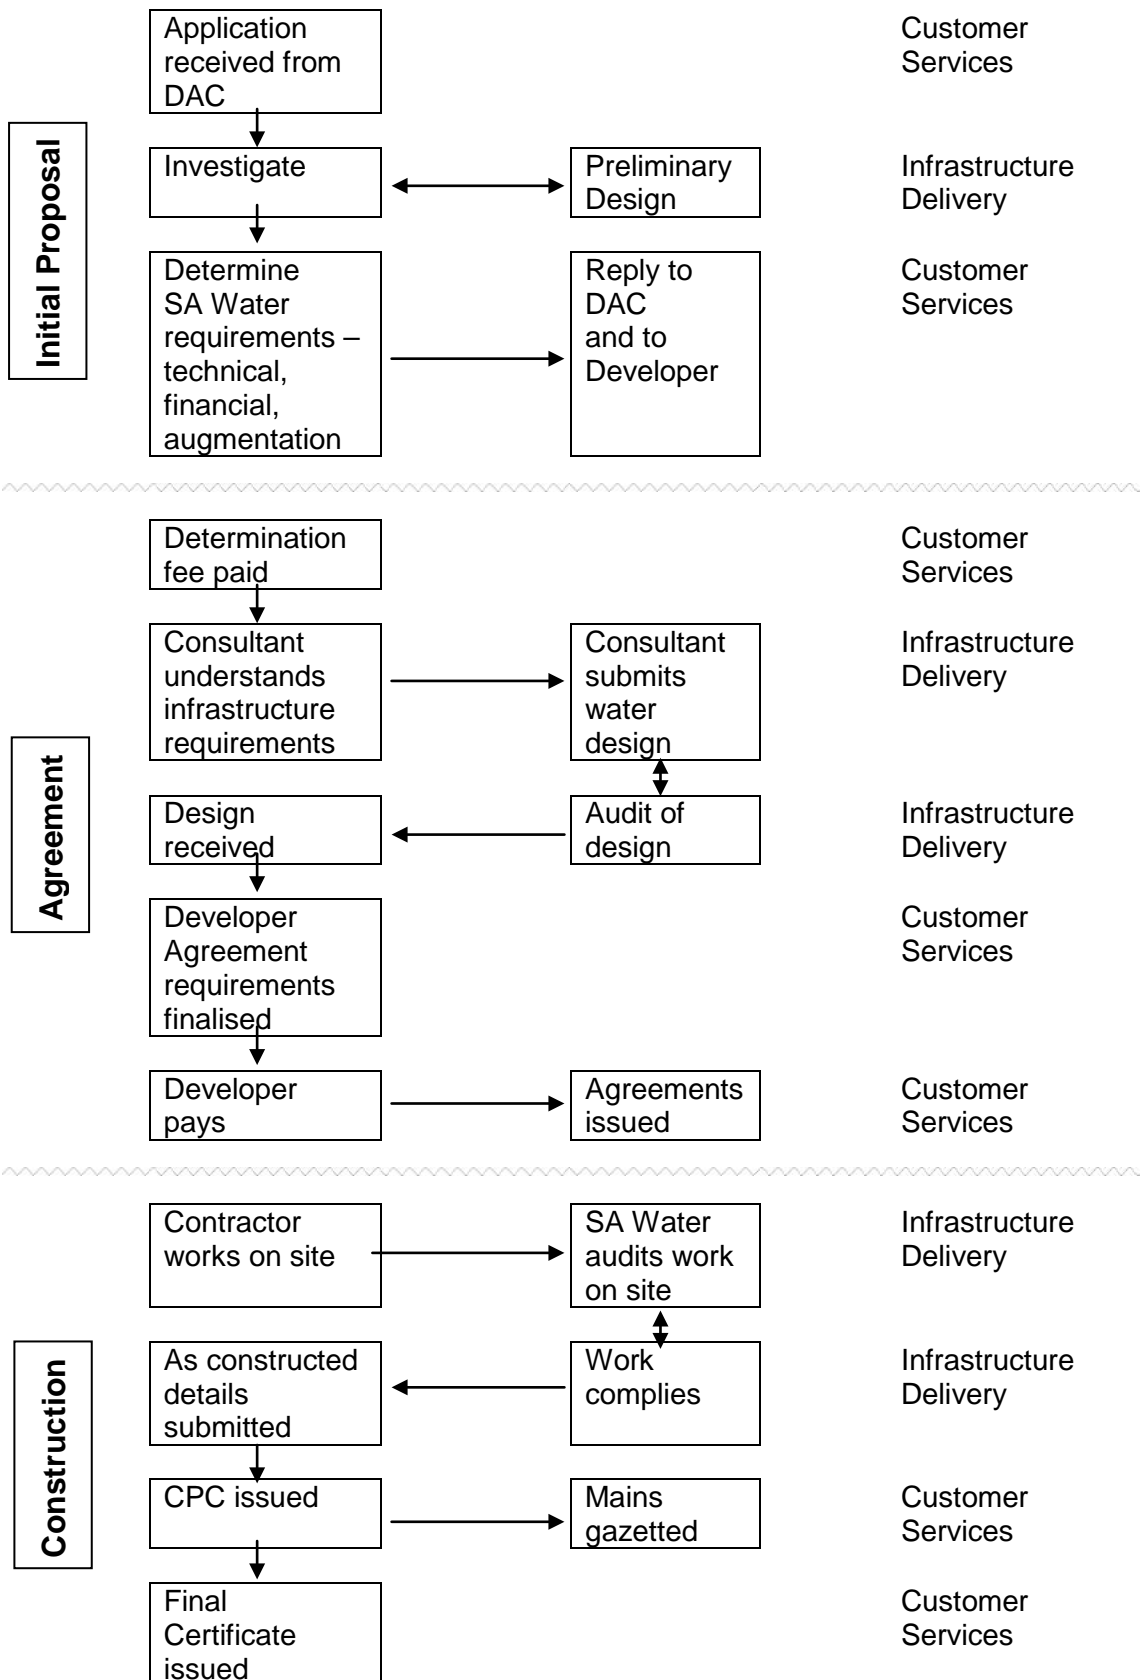 Application
received from
DAC
Customer
Services
Initial Proposal
Investigate
Preliminary
Design
Infrastructure
Delivery
Determine
SA Water
requirements –
technical,
financial,
augmentation
Reply to
DAC
and to
Developer
Customer
Services
Determination
fee paid
Customer
Services
Agreement
Consultant
understands
infrastructure
requirements
Consultant
submits
water
design
Infrastructure
Delivery
Design
received
Audit of
design
Infrastructure
Delivery
Developer
Agreement
requirements
finalised
Customer
Services
Developer
pays
Agreements
issued
Customer
Services
Construction
Contractor
works on site
SA Water
audits work
on site
Infrastructure
Delivery
As constructed
details
submitted
Work
complies
Infrastructure
Delivery
CPC issued
Mains
gazetted
Customer
Services
Final
Certificate
issued
Customer
Services